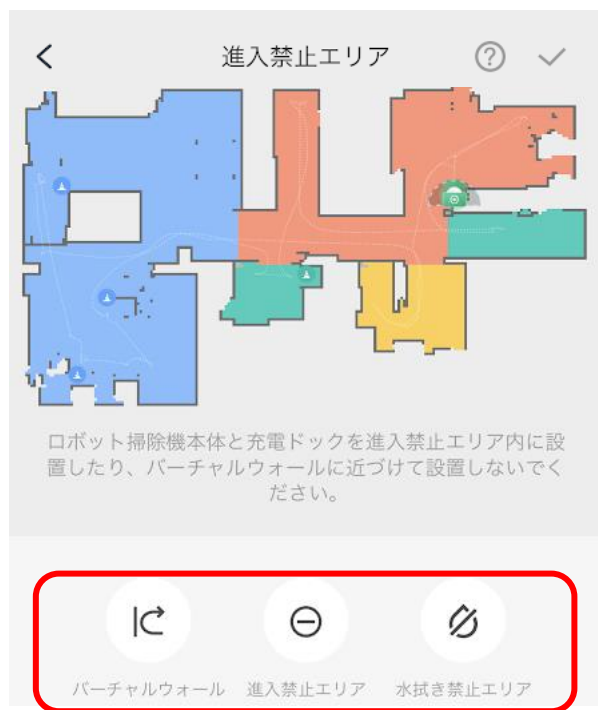 進入禁止エリア
ロボット掃除機本体と充電ドックを進入禁止エリア内に設
置したり、バーチャルウォールに近づけて設置しないでく
ださい。
バーチャルウォール 進入禁止エリア 水拭き禁止エリア